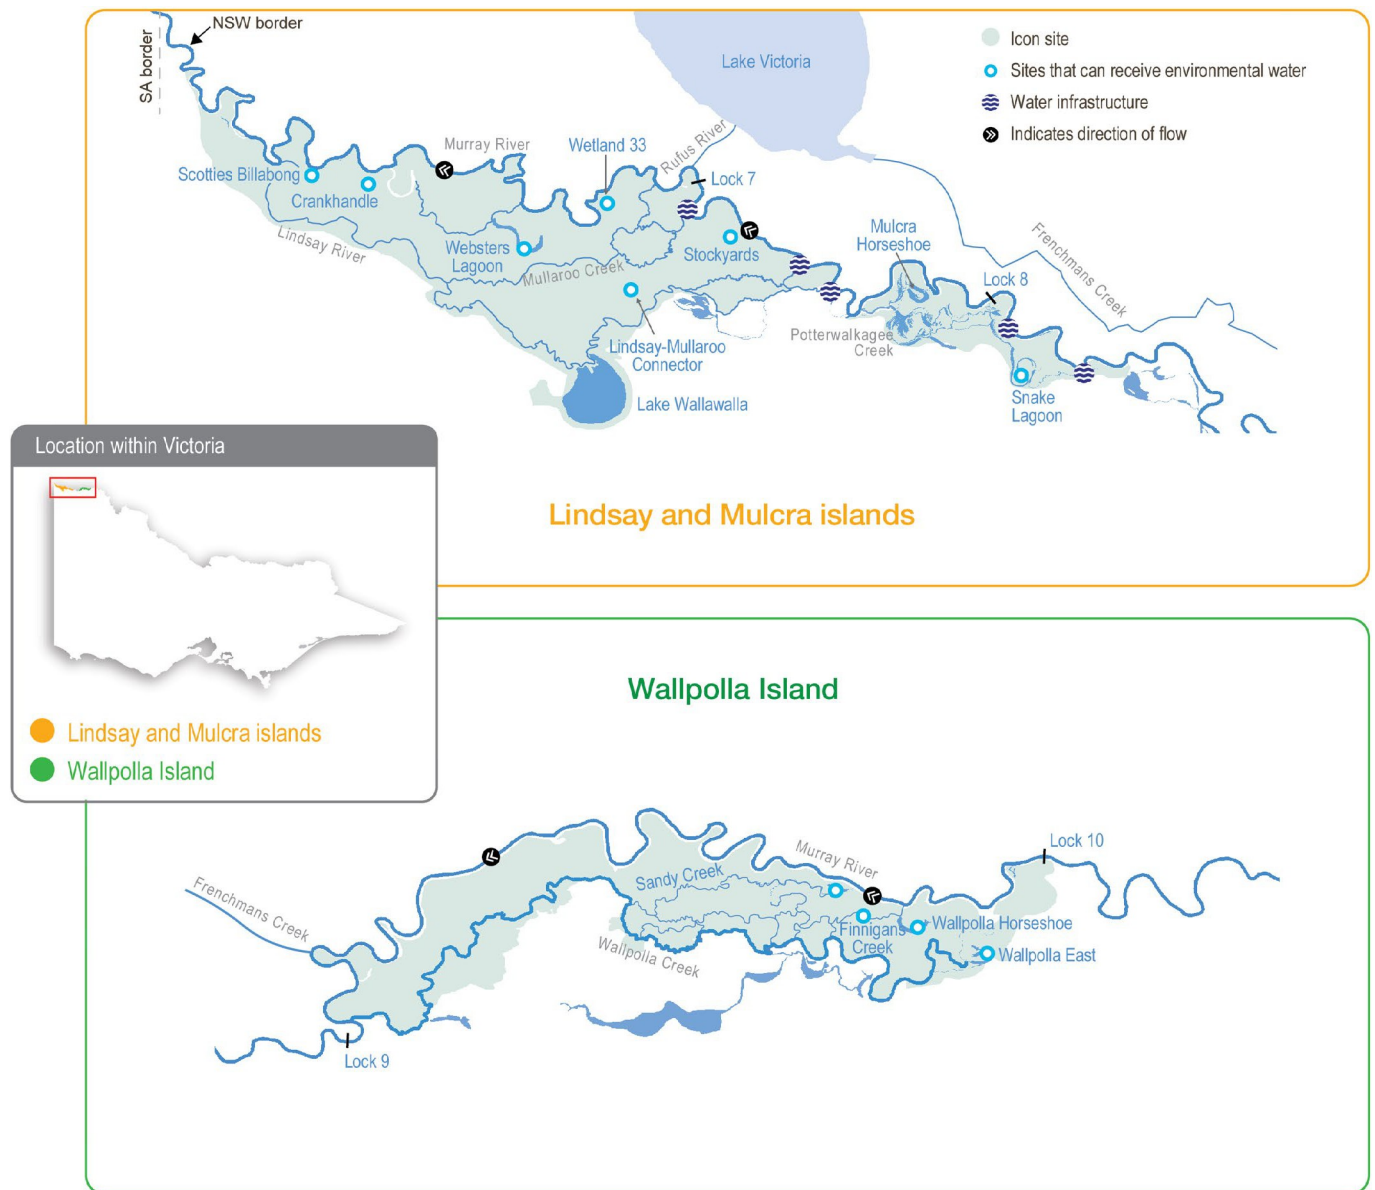 NSW border
SA border
Lake Victoria
Icon site
Sites that can receive environmental water
Water infrastructure
Indicates direction of flow
Murray River
Wetland 33
Rufus River
Lock 7
Scotties Billabong
Crankhandle
Lindsay River
Websters
Lagoon
Mullaroo Creek
Stockyards
Mulcra
Horseshoe
Frenchmans Creek
Lock 8
Potterwalkagee
Creek
Lindsay-Mullaroo
Connector
Lake Wallawalla
Snake
Lagoon
Location within Victoria
Lindsay and Mulcra islands
Lindsay and Mulcra islands
Wallpolla Island
Wallpolla Island
Lock 10
Murray River
Sandy Creek
Frenchmans Creek
Finnigans
Creek
Wallpolla Horseshoe
Wallpolla Creek
Wallpolla East
Lock 9